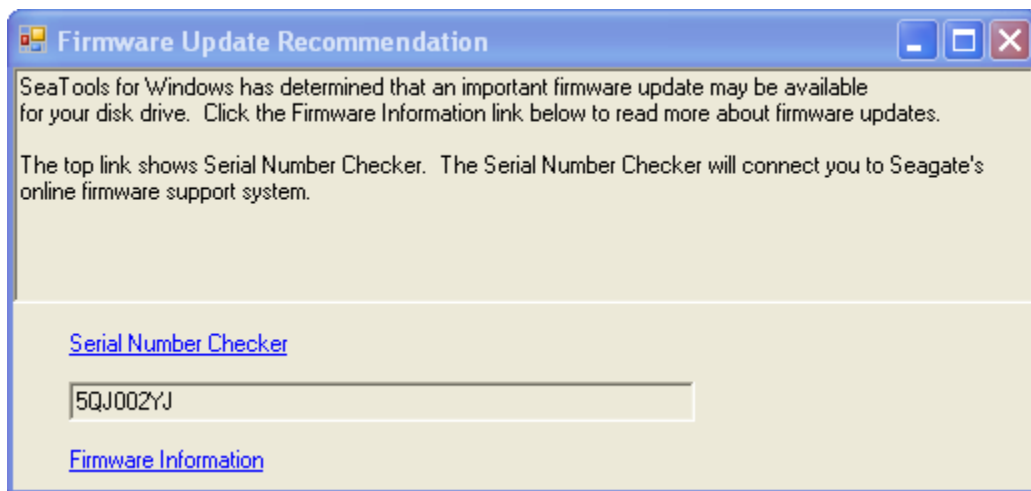 Firmware Update Recommendation
SeaTools for Windows has determined that an important firmware update may be available
for your disk drive.  Click the Firmware Information link below to read more about firmware updates.
The top link shows Serial Number Checker.  The Serial Number Checker will connect you to Seagate's
online firmware support system.
Serial Number Checker
5QJ002YJ
Firmware Information